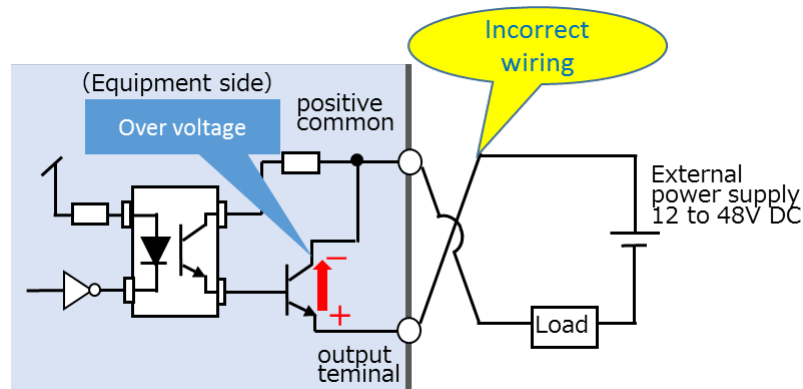 Incorrect
wiring
(Equipment side)
Over voltage
positive
common
External
power supply
12 to 48V DC
−
+
Load
output
teminal